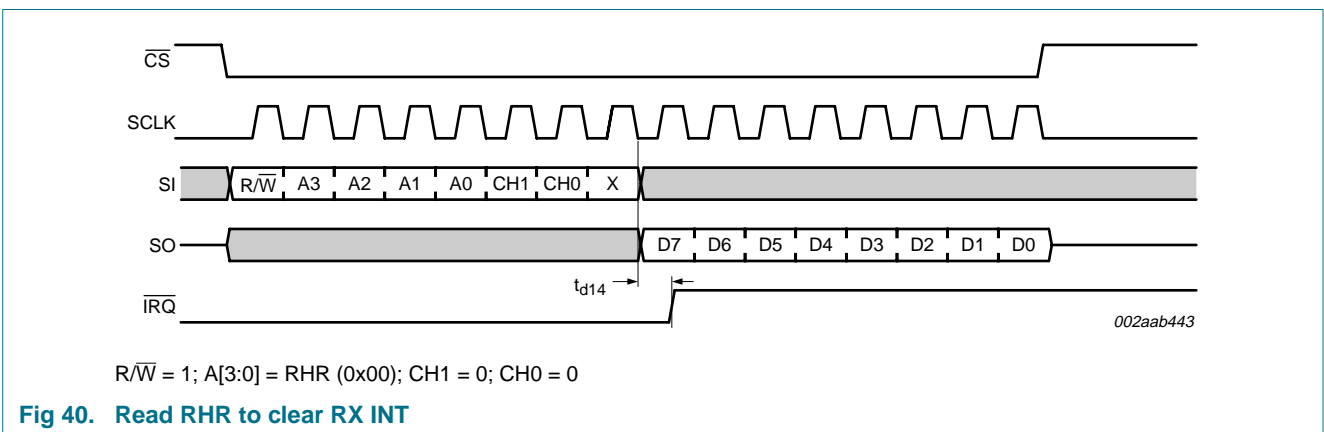 CS
SCLK
SI R/W A3 A2 A1 A0 CH1 CH0 X
SO D7 D6 D5 D4 D3 D2 D1 D0
td14
IRQ
002aab443
R/W = 1; A[3:0] = RHR (0x00); CH1 = 0; CH0 = 0
Fig 40. Read RHR to clear RX INT